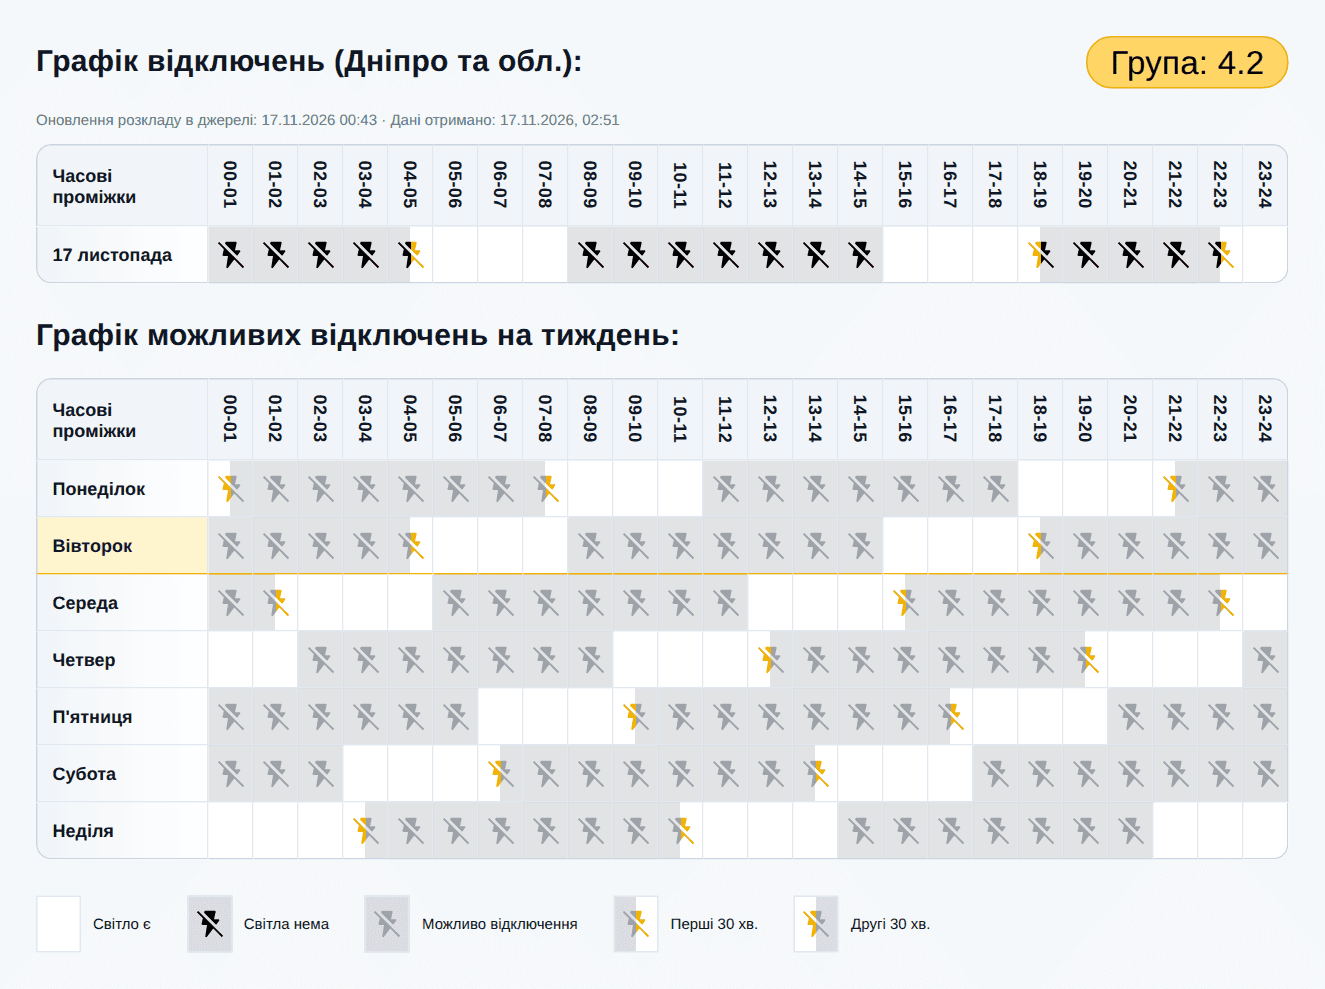 Графік відключень (Дніпро та обл.):
Група: 4.2
Оновлення розкладу в джерелі: 17.11.2026 00:43 · Дані отримано: 17.11.2026, 02:51
Часові
проміжки
00-01 01-02 02-03 03-04 04-05 05-06 06-07 07-08 08-09 09-10 10-11 11-12 12-13 13-14 14-15 15-16 16-17 17-18 18-19 19-20 20-21 21-22 22-23 23-24
17 листопада
Графік можливих відключень на тиждень:
Часові
проміжки
00-01 01-02 02-03 03-04 04-05 05-06 06-07 07-08 08-09 09-10 10-11 11-12 12-13 13-14 14-15 15-16 16-17 17-18 18-19 19-20 20-21 21-22 22-23 23-24
Понеділок
Вівторок
Середа
Четвер
П'ятниця
Субота
Неділя
Світло є
Світла нема
Можливо відключення
Перші 30 хв.
Другі 30 хв.